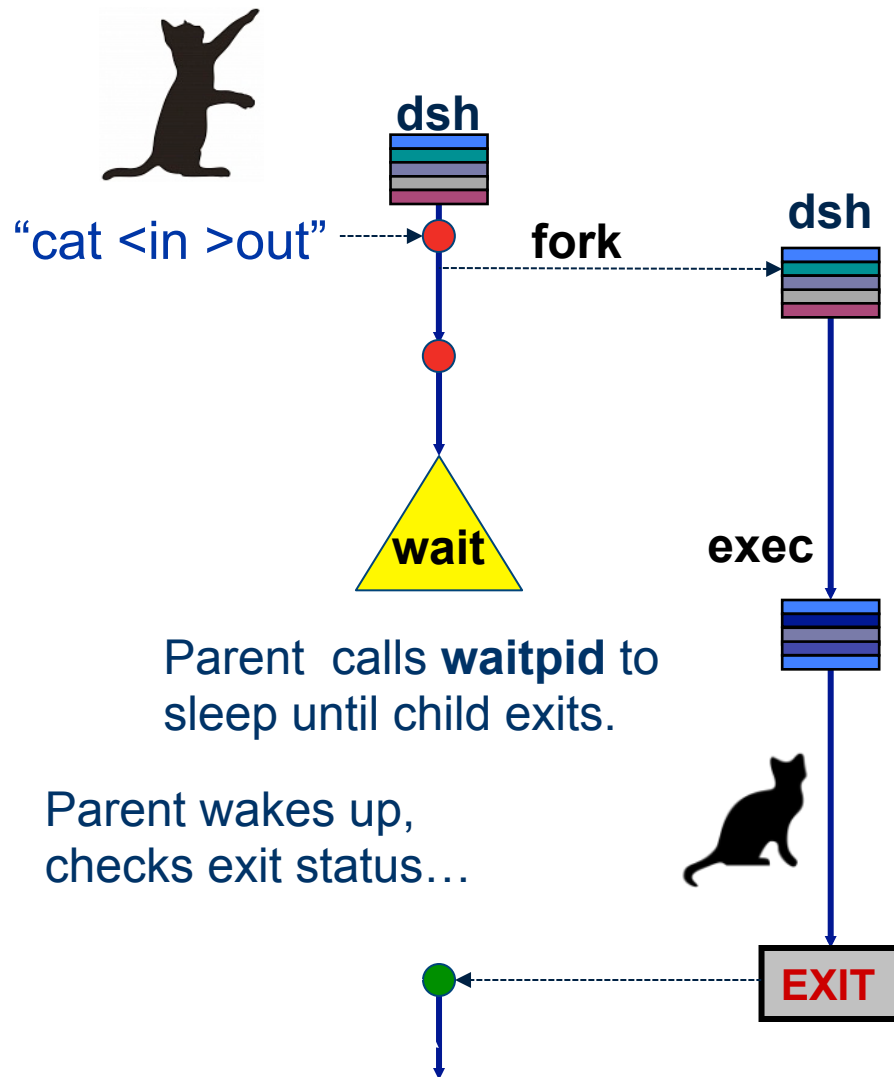 dsh
“cat <in >out”
fork
dsh
wait
exec
Parent calls waitpid to
sleep until child exits.
Parent wakes up,
checks exit status…
EXIT